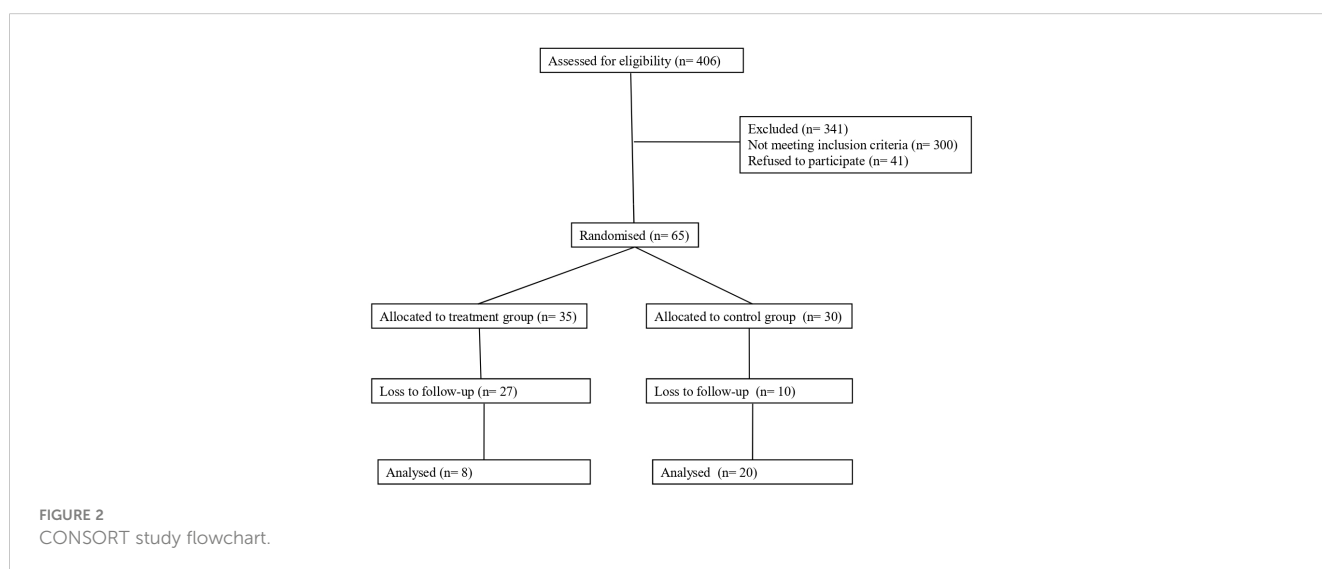 Assessed for eligibility (n= 406)
Excluded (n= 341)
Not meeting inclusion criteria (n= 300)
Refused to participate (n= 41)
Randomised (n= 65)
Allocated to treatment group (n= 35)
Allocated to control group (n= 30)
Loss to follow-up (n= 27)
Loss to follow-up (n= 10)
Analysed (n= 8)
Analysed (n= 20)
FIGURE 2
CONSORT study flowchart.